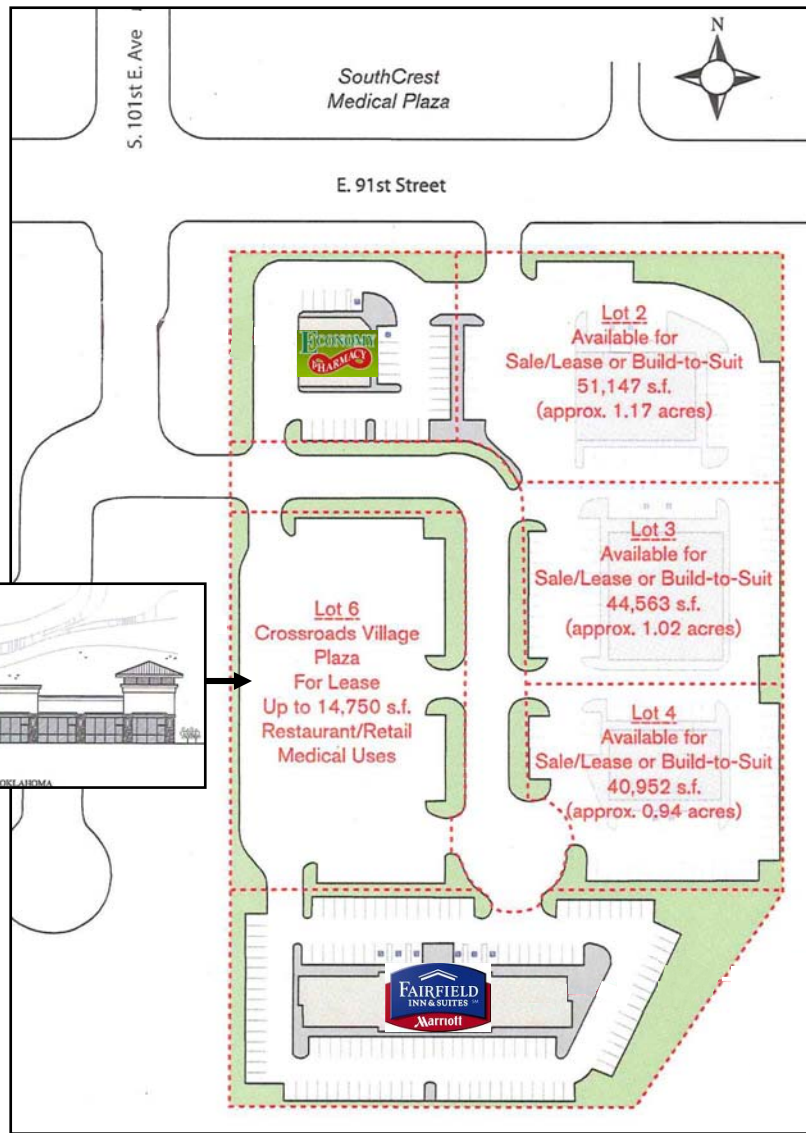 N
S. 101st E. Ave
SouthCrest
Medical Plaza
E. 91st Street
ECONOMY
PHARMACY
Lot 2
Available for
Sale/Lease or Build-to-Suit
51,147 s.f.
(approx. 1.17 acres)
Lot 3
Available for
Sale/Lease or Build-to-Suit
44,563 s.f.
(approx. 1.02 acres)
Lot 6
Crossroads Village
Plaza
For Lease
Up to 14,750 s.f.
Restaurant/Retail
Medical Uses
Lot 4
Available for
Sale/Lease or Build-to-Suit
40,952 s.f.
(approx. 0.94 acres)
OKLAHOMA
FAIRFIELD
INN & SUITES
Marriott